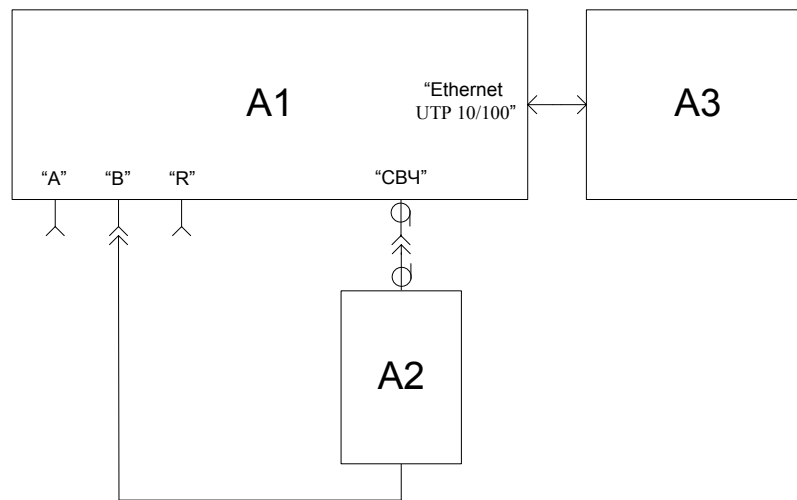 A1
“Ethernet
UTP 10/100”
A3
“A”
“B”
“R”
“СВЧ”
A2